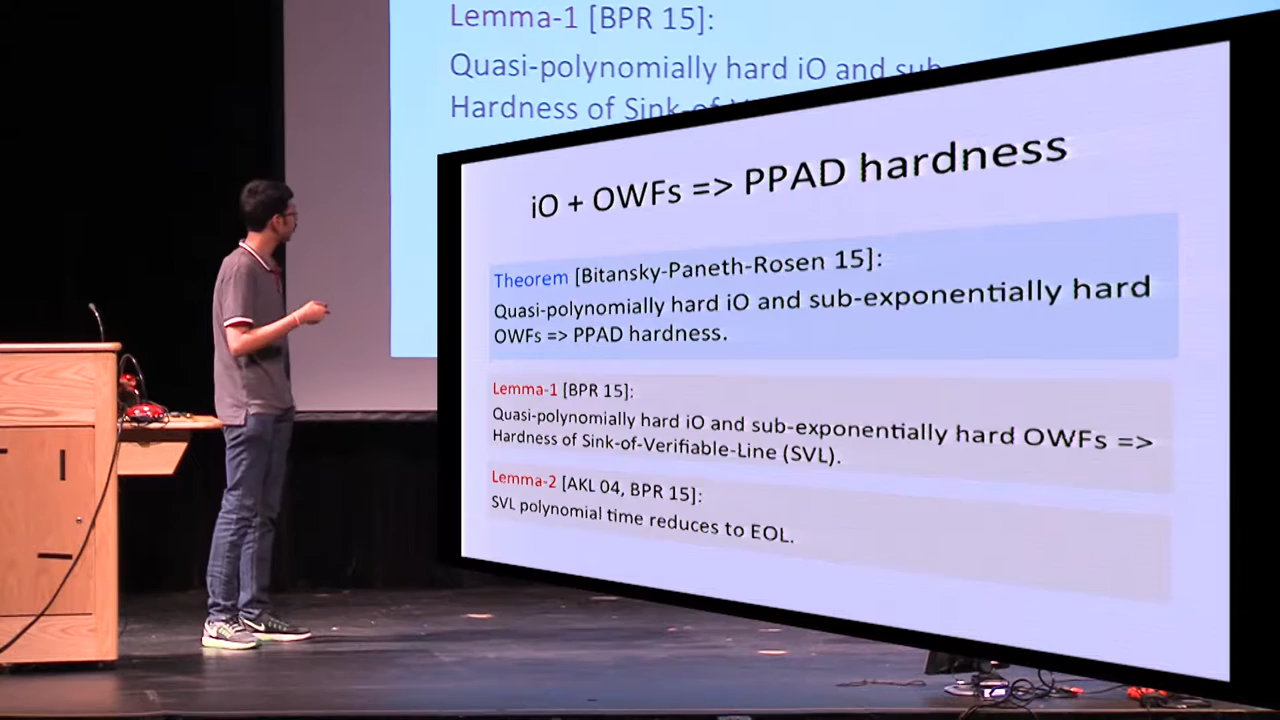 Lemma-1 [BPR 15]:
Quasi-polynomially hard iO and sub-
Hardness of Sink-of
iO + OWFs => PPAD hardness
Theorem [Bitansky-Paneth-Rosen 15]:
Quasi-polynomially hard iO and sub-exponentially hard
OWFs => PPAD hardness.
Lemma-1 [BPR 15]:
Quasi-polynomially hard iO and sub-exponentially hard OWFs =>
Hardness of Sink-of-Verifiable-Line (SVL).
Lemma-2 [AKL 04, BPR 15]:
SVL polynomial time reduces to EOL.